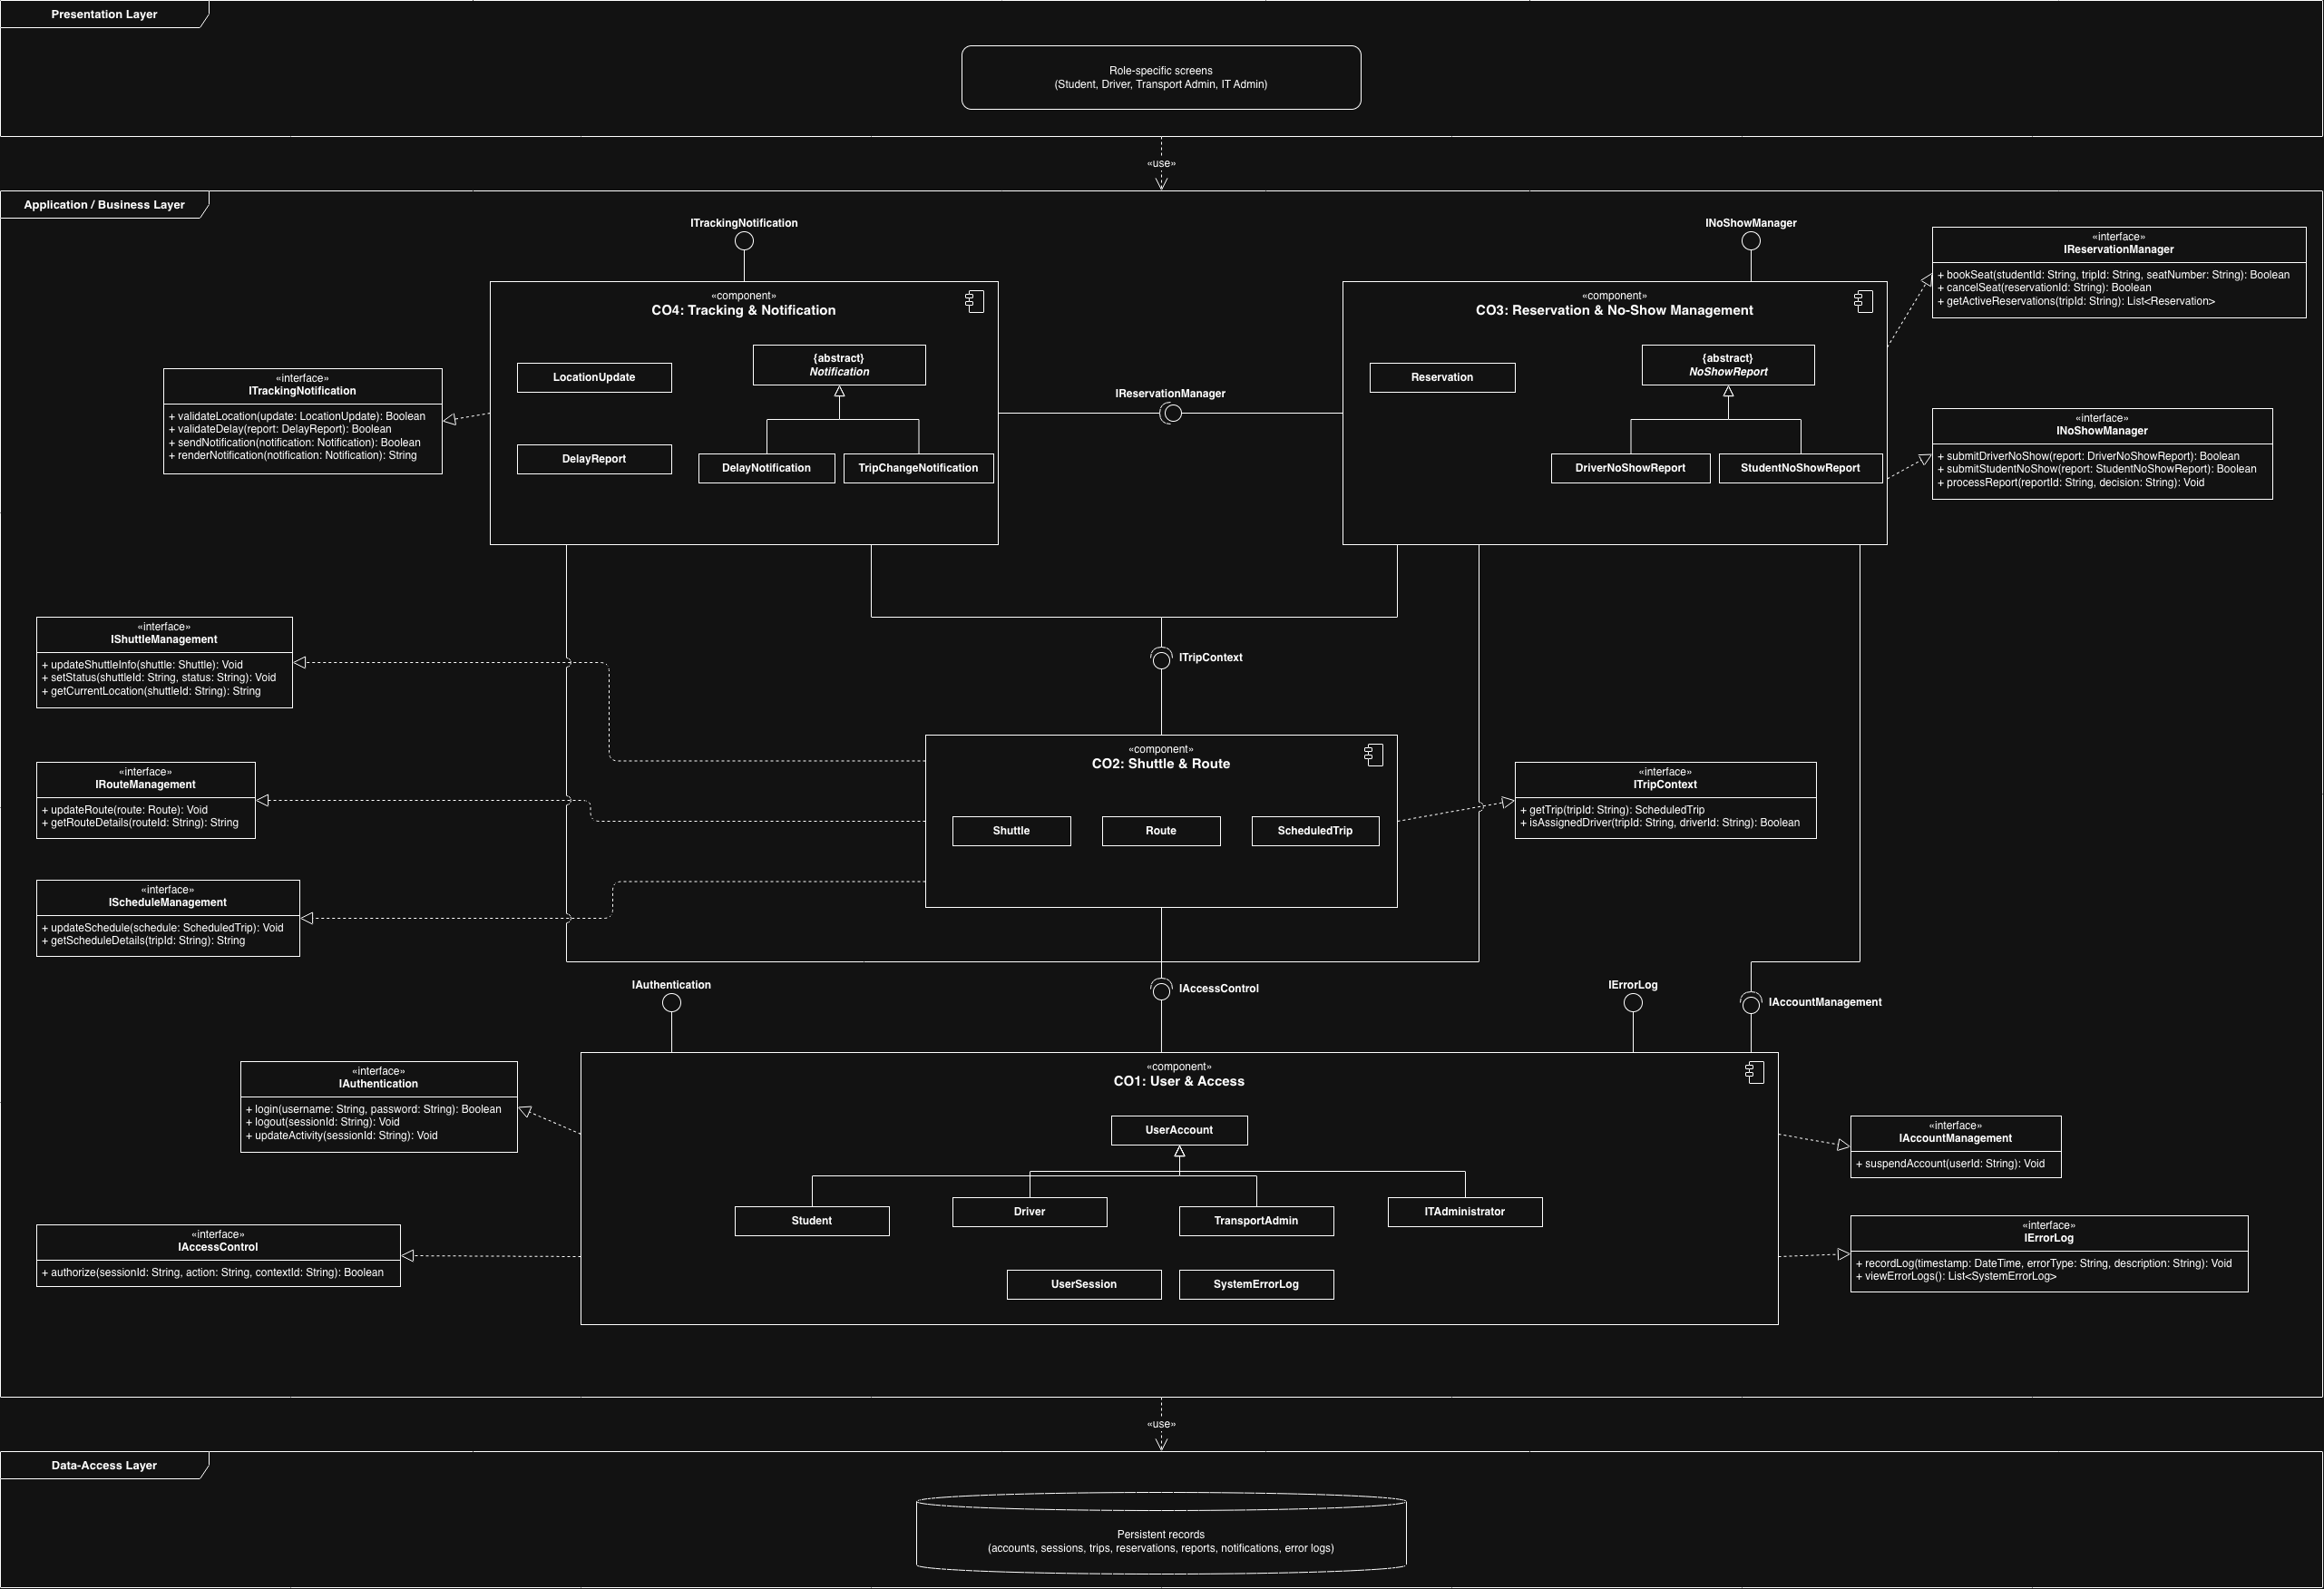 Presentation Layer
Role-specific screens
(Student, Driver, Transport Admin, IT Admin)
«use»
Application / Business Layer
ITrackingNotification
INoShowManager
«interface»
IReservationManager
+ bookSeat(studentId: String, tripId: String, seatNumber: String): Boolean
+ cancelSeat(reservationId: String): Boolean
+ getActiveReservations(tripId: String): List<Reservation>
«component»
CO4: Tracking & Notification
LocationUpdate
{abstract}
Notification
DelayReport
DelayNotification
TripChangeNotification
IReservationManager
«component»
CO3: Reservation & No-Show Management
Reservation
{abstract}
NoShowReport
DriverNoShowReport
StudentNoShowReport
«interface»
ITrackingNotification
+ validateLocation(update: LocationUpdate): Boolean
+ validateDelay(report: DelayReport): Boolean
+ sendNotification(notification: Notification): Boolean
+ renderNotification(notification: Notification): String
«interface»
INoShowManager
+ submitDriverNoShow(report: DriverNoShowReport): Boolean
+ submitStudentNoShow(report: StudentNoShowReport): Boolean
+ processReport(reportId: String, decision: String): Void
«interface»
IShuttleManagement
+ updateShuttleInfo(shuttle: Shuttle): Void
+ setStatus(shuttleId: String, status: String): Void
+ getCurrentLocation(shuttleId: String): String
ITripContext
«interface»
IRouteManagement
+ updateRoute(route: Route): Void
+ getRouteDetails(routeId: String): String
«component»
CO2: Shuttle & Route
Shuttle
Route
ScheduledTrip
«interface»
ITripContext
+ getTrip(tripId: String): ScheduledTrip
+ isAssignedDriver(tripId: String, driverId: String): Boolean
«interface»
IScheduleManagement
+ updateSchedule(schedule: ScheduledTrip): Void
+ getScheduleDetails(tripId: String): String
IAuthentication
IAccessControl
IErrorLog
IAccountManagement
«interface»
IAuthentication
+ login(username: String, password: String): Boolean
+ logout(sessionId: String): Void
+ updateActivity(sessionId: String): Void
«component»
CO1: User & Access
UserAccount
Student
Driver
TransportAdmin
ITAdministrator
UserSession
SystemErrorLog
«interface»
IAccountManagement
+ suspendAccount(userId: String): Void
«interface»
IAccessControl
+ authorize(sessionId: String, action: String, contextId: String): Boolean
«interface»
IErrorLog
+ recordLog(timestamp: DateTime, errorType: String, description: String): Void
+ viewErrorLogs(): List<SystemErrorLog>
«use»
Data-Access Layer
Persistent records
(accounts, sessions, trips, reservations, reports, notifications, error logs)